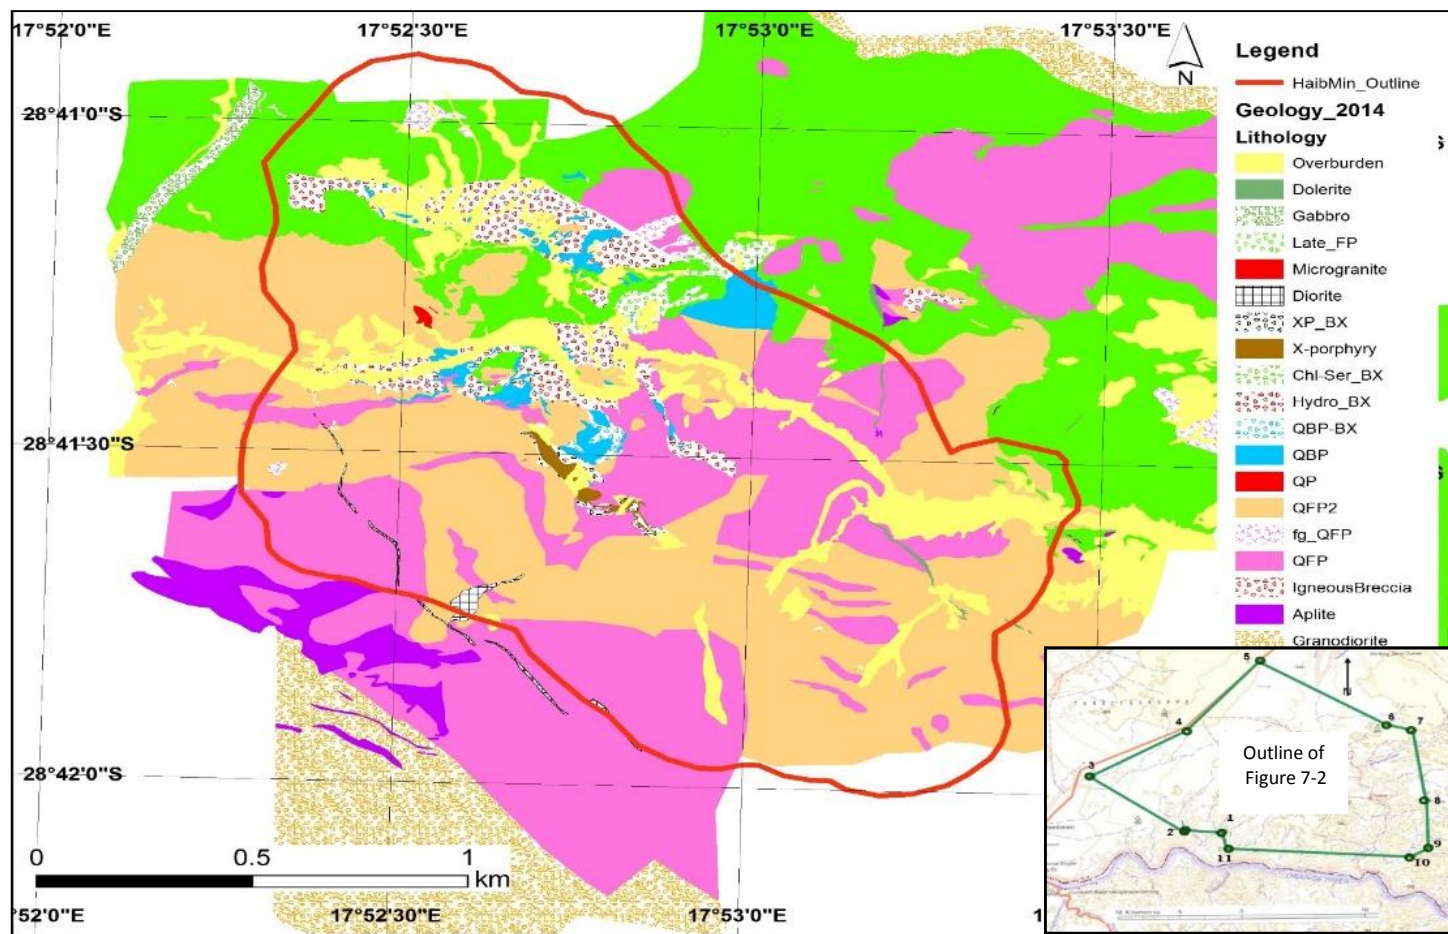 17°52'0"E
17°52'30"E
17°53'0"E
17°53'30"E
28°41'0"S
28°41'30"S
28°42'0"S
N
Legend
HaibMin_Outline
Geology_2014
Lithology
Overburden
Dolerite
Gabbro
Late_FP
Microgranite
Diorite
XP_BX
X-porphyry
Chl-Ser_BX
Hydro_BX
QBP-BX
QBP
QP
QFP2
fg_QFP
QFP
IgneousBreccia
Aplite
Granodiorite
S
S
0 0.5 1
km
°52'0"E
17°52'30"E
17°53'0"E
1
5
N
4
6
7
3
Outline of
Figure 7-2
8
2
1
11
9
10
ORANGE RIVER